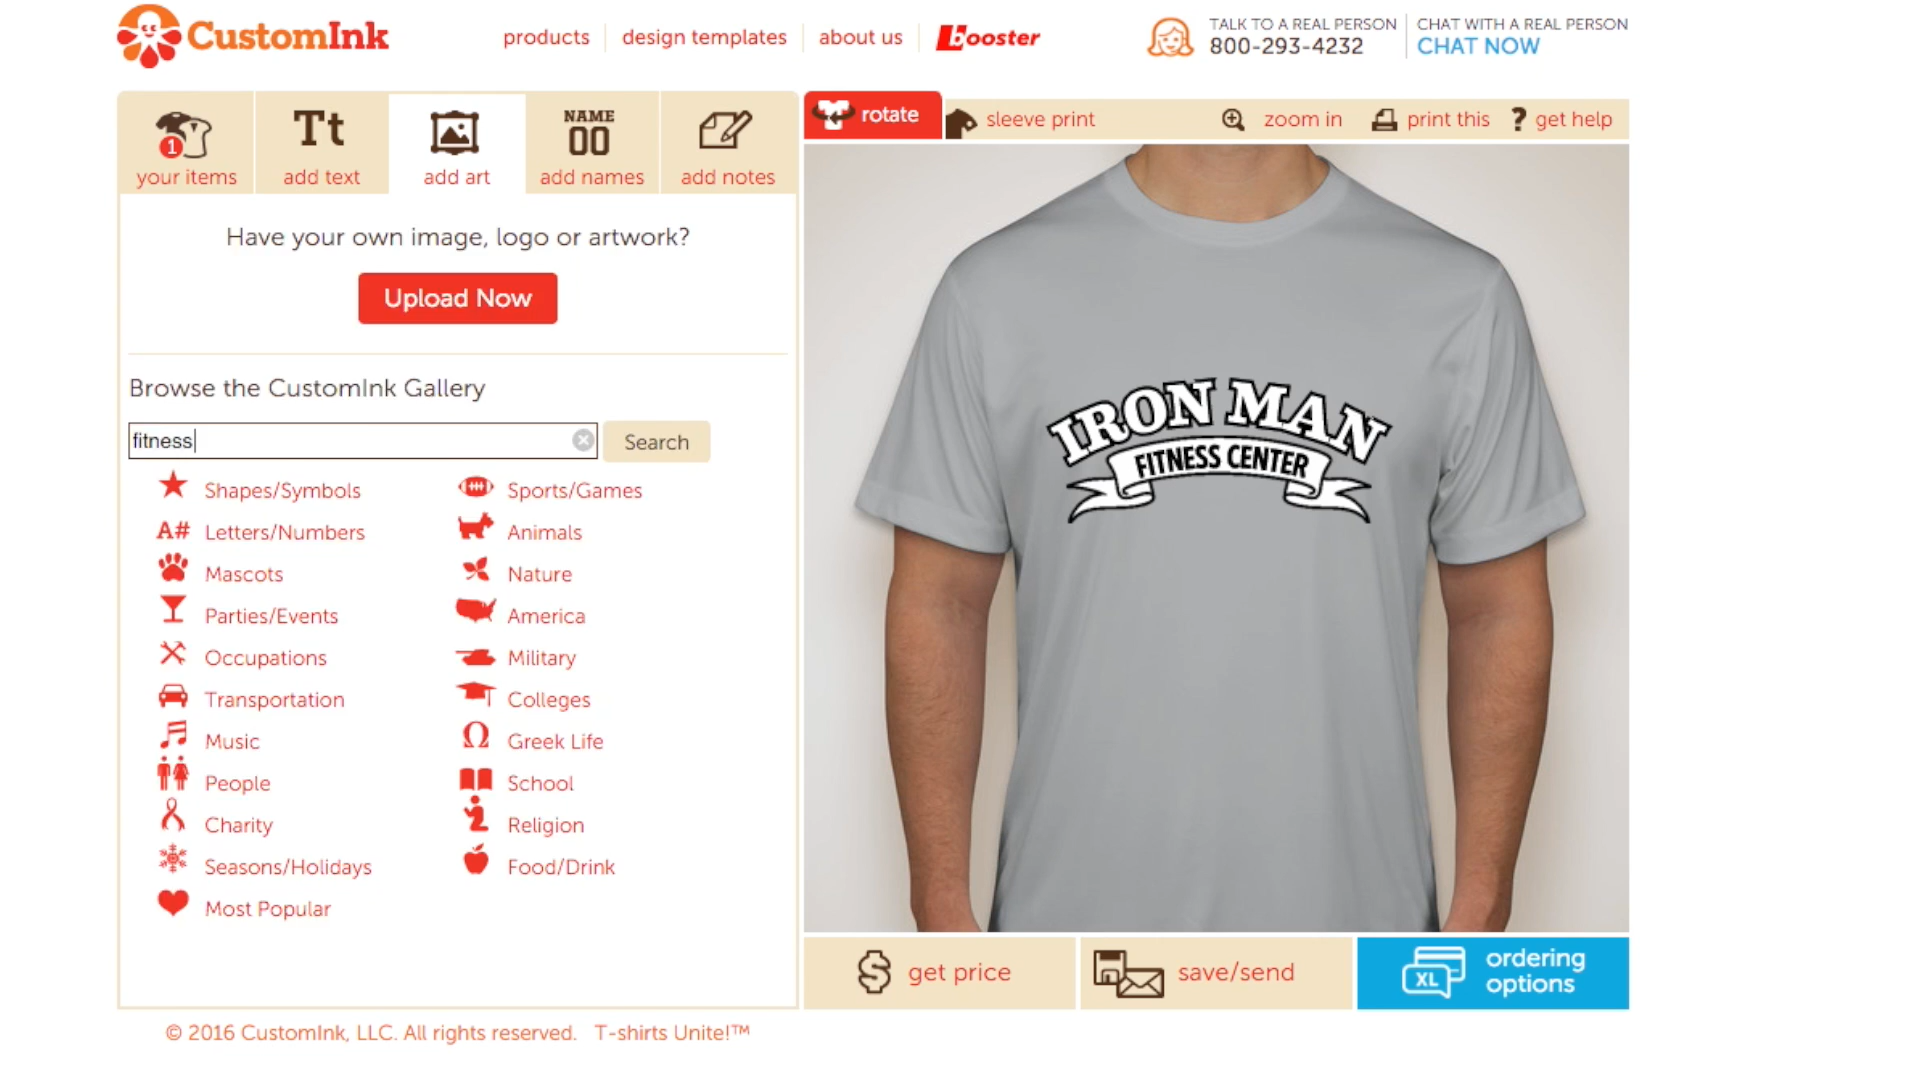 CustomInk
products
design templates
about us
Booster
TALK TO A REAL PERSON
800-293-4232
CHAT WITH A REAL PERSON
CHAT NOW
1
your items
Tt
add text
add art
NAME
00
add names
add notes
rotate
sleeve print
zoom in
print this
? get help
Have your own image, logo or artwork?
Upload Now
Browse the CustomInk Gallery
fitness
Search
Shapes/Symbols
Sports/Games
A# Letters/Numbers
Animals
Mascots
Nature
Parties/Events
America
Occupations
Military
Transportation
Colleges
Music
Ω Greek Life
People
School
Charity
Religion
Seasons/Holidays
Food/Drink
Most Popular
IRON MAN
FITNESS CENTER
$ get price
save/send
XL
ordering
options
© 2016 CustomInk, LLC. All rights reserved. T-shirts Unite!™